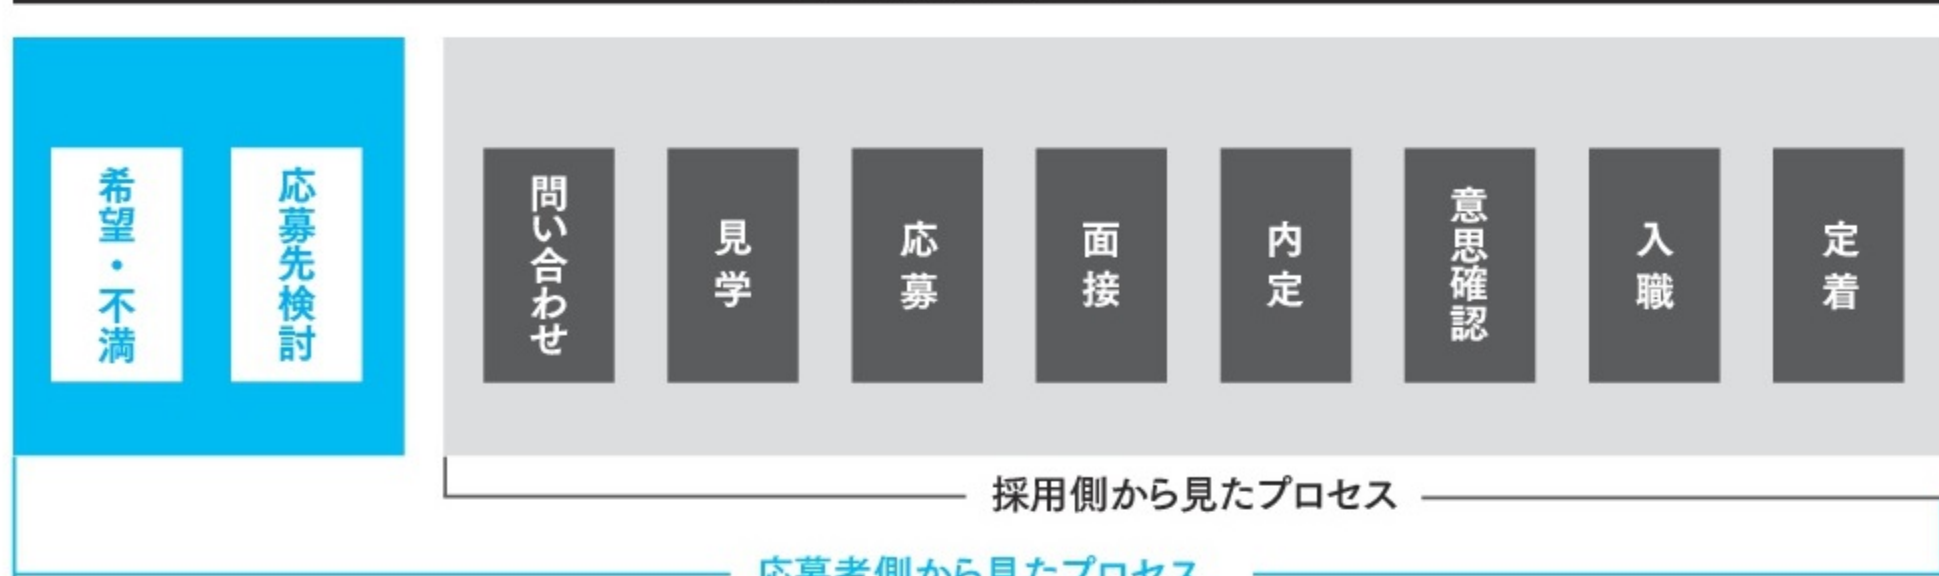 希望・不満
応募先検討
問い合わせ
見学
応募
面接
内定
意思確認
入職
定着
採用側から見たプロセス
応募者側から見たプロセス